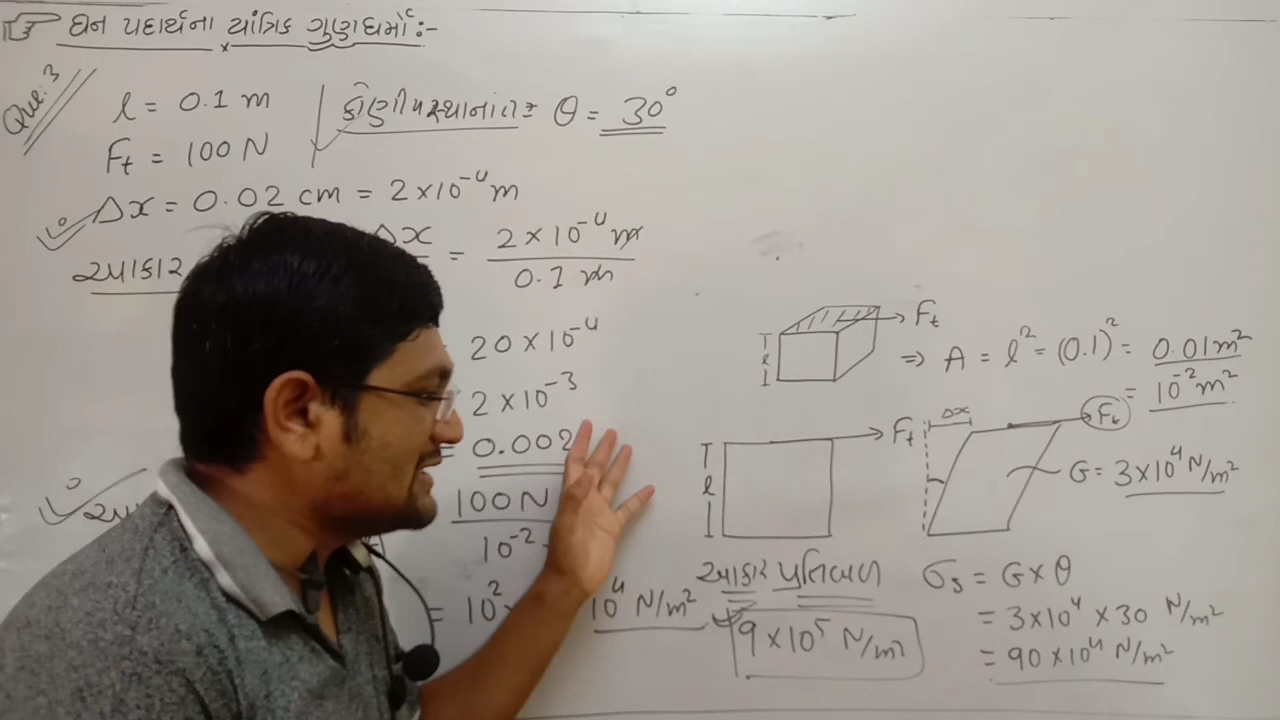 ઘન પદાર્થના યાંત્રિક ગુણધર્મો :-
Que: 3
l = 0.1 m
કોણીય સ્થાનાંતર θ = 30°
Ft = 100 N
Δx = 0.02 cm = 2×10⁻⁴ m
આકાર
Δx = 2×10⁻⁴ m / 0.1 m
20×10⁻⁴
2×10⁻³
= 0.002
100 N / 10⁻²
= 10² 10⁴ N/m²
Ft
l
⇒ A = l² = (0.1)² = 0.01 m²
= 10⁻² m²
Ft
l
Δx
Ft
G = 3×10⁴ N/m²
આકાર પ્રતિબળ
9×10⁵ N/m²
σs = G×θ
= 3×10⁴ × 30 N/m²
= 90×10⁴ N/m²